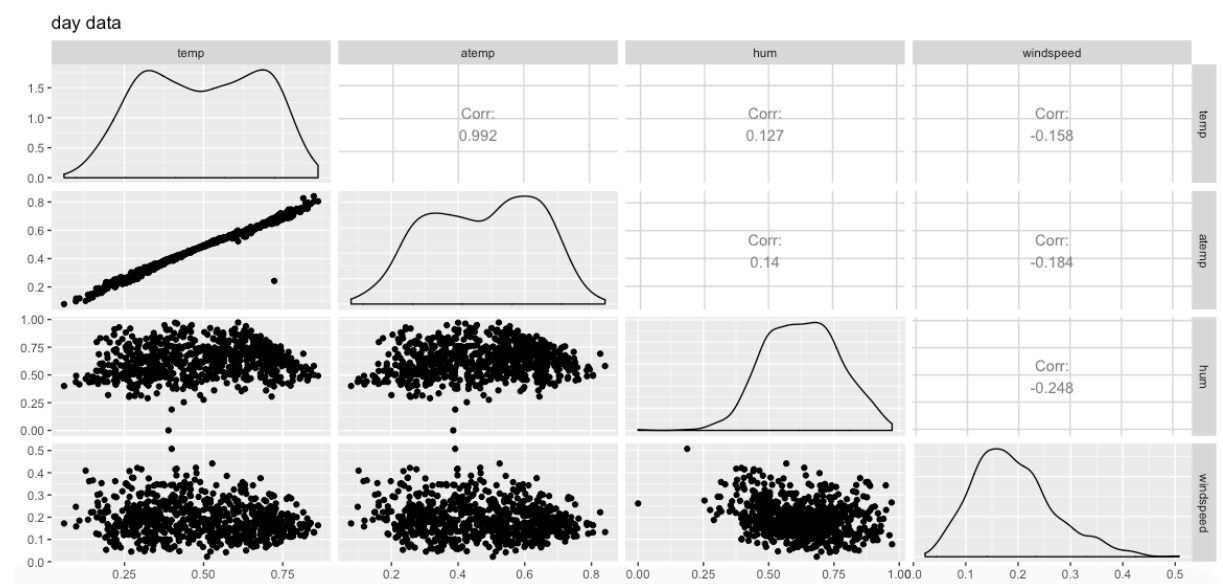 day data
temp atemp hum windspeed
1.5
1.0
0.5
0.0
Corr:
0.992
Corr:
0.127
Corr:
-0.158
temp
0.8
0.6
0.4
0.2
Corr:
0.14
Corr:
-0.184
atemp
1.00
0.75
0.50
0.25
0.00
Corr:
-0.248
hum
0.5
0.4
0.3
0.2
0.1
0.0
windspeed
0.25 0.50 0.75 0.2 0.4 0.6 0.8 0.00 0.25 0.50 0.75 1.00 0.0 0.1 0.2 0.3 0.4 0.5